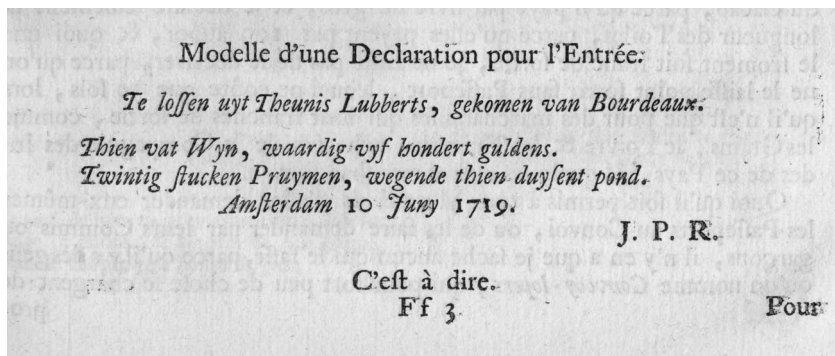 Modelle d'une Declaration pour l'Entrée.
Te lossen uyt Theunis Lubberts, gekomen van Bourdeaux.
Thien vat Wyn, waardig vyf hondert guldens.
Twintig stucken Pruymen, wegende thien duysent pond.
Amsterdam 10 Juny 1719.
J. P. R.
C'est à dire.
Ff 3 Pour